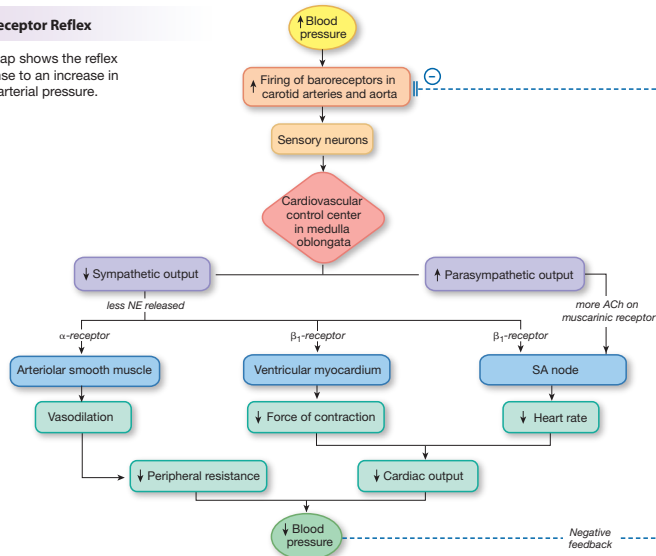 eceptor Reflex
ap shows the reflex
nse to an increase in
arterial pressure.
↑ Blood
pressure
↑ Firing of baroreceptors in
carotid arteries and aorta
−
Sensory neurons
Cardiovascular
control center
in medulla
oblongata
↓ Sympathetic output
↑ Parasympathetic output
less NE released
more ACh on
muscarinic receptor
α-receptor
β₁-receptor
β₁-receptor
Arteriolar smooth muscle
Ventricular myocardium
SA node
Vasodilation
↓ Force of contraction
↓ Heart rate
↓ Peripheral resistance
↓ Cardiac output
↓ Blood
pressure
Negative
feedback